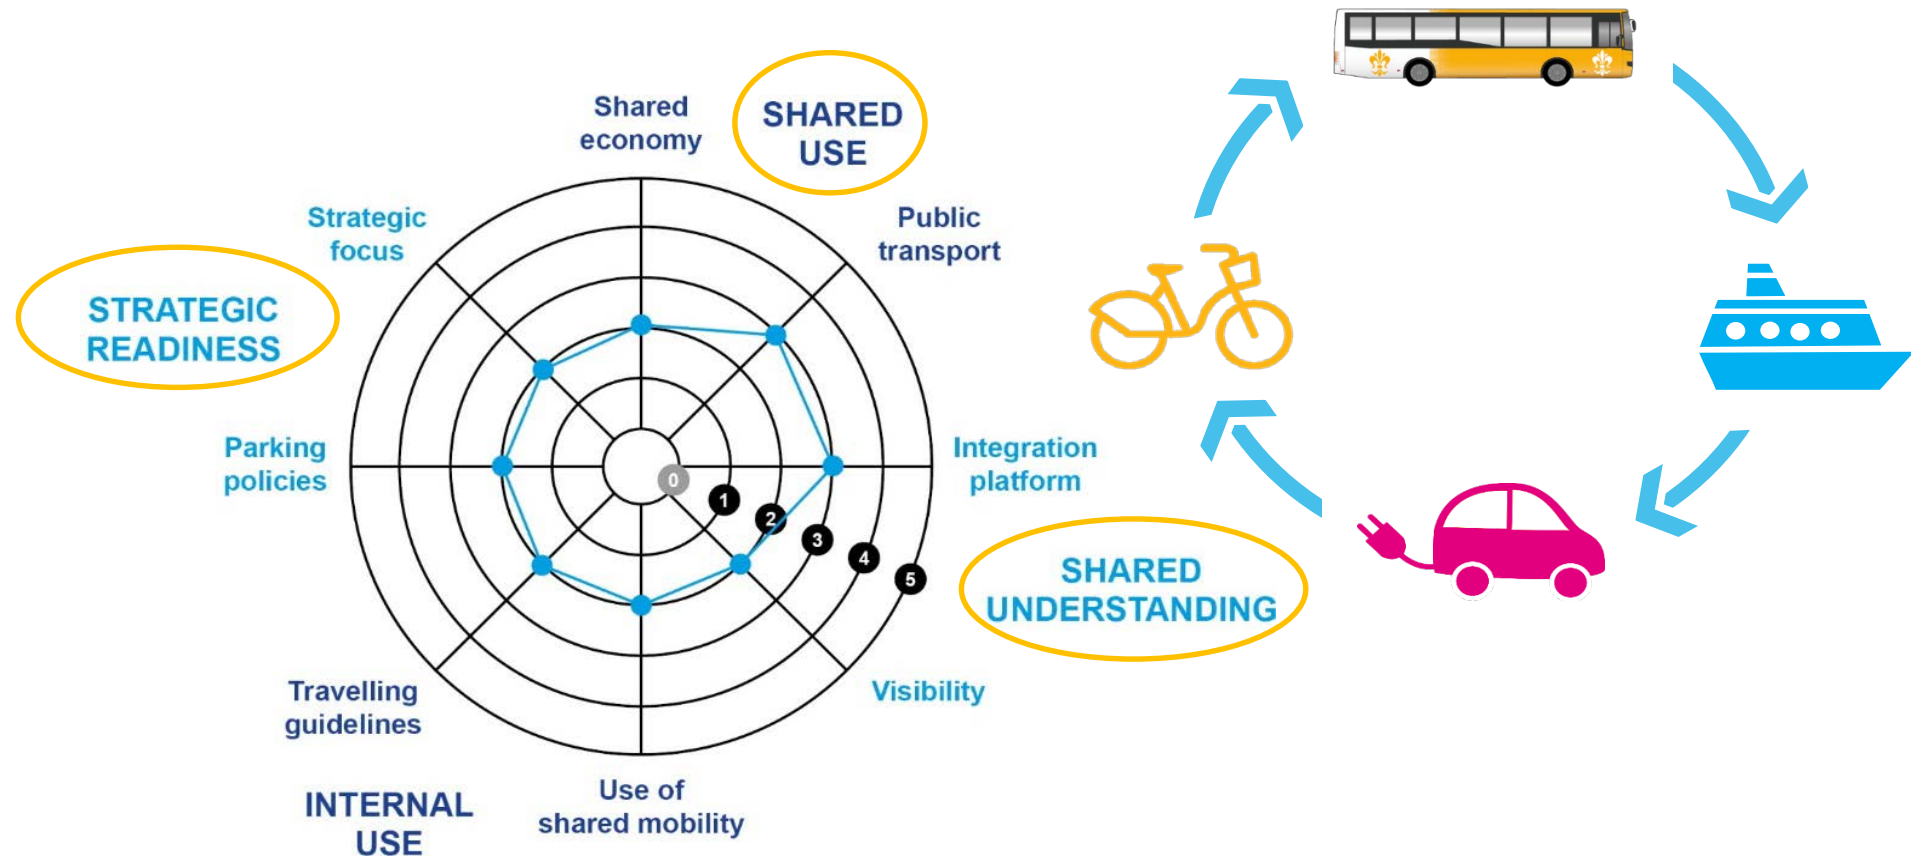 Shared
economy
SHARED
USE
Strategic
focus
Public
transport
STRATEGIC
READINESS
Parking
policies
Integration
platform
0
1
2
3
4
5
SHARED
UNDERSTANDING
Travelling
guidelines
Visibility
INTERNAL
USE
Use of
shared mobility